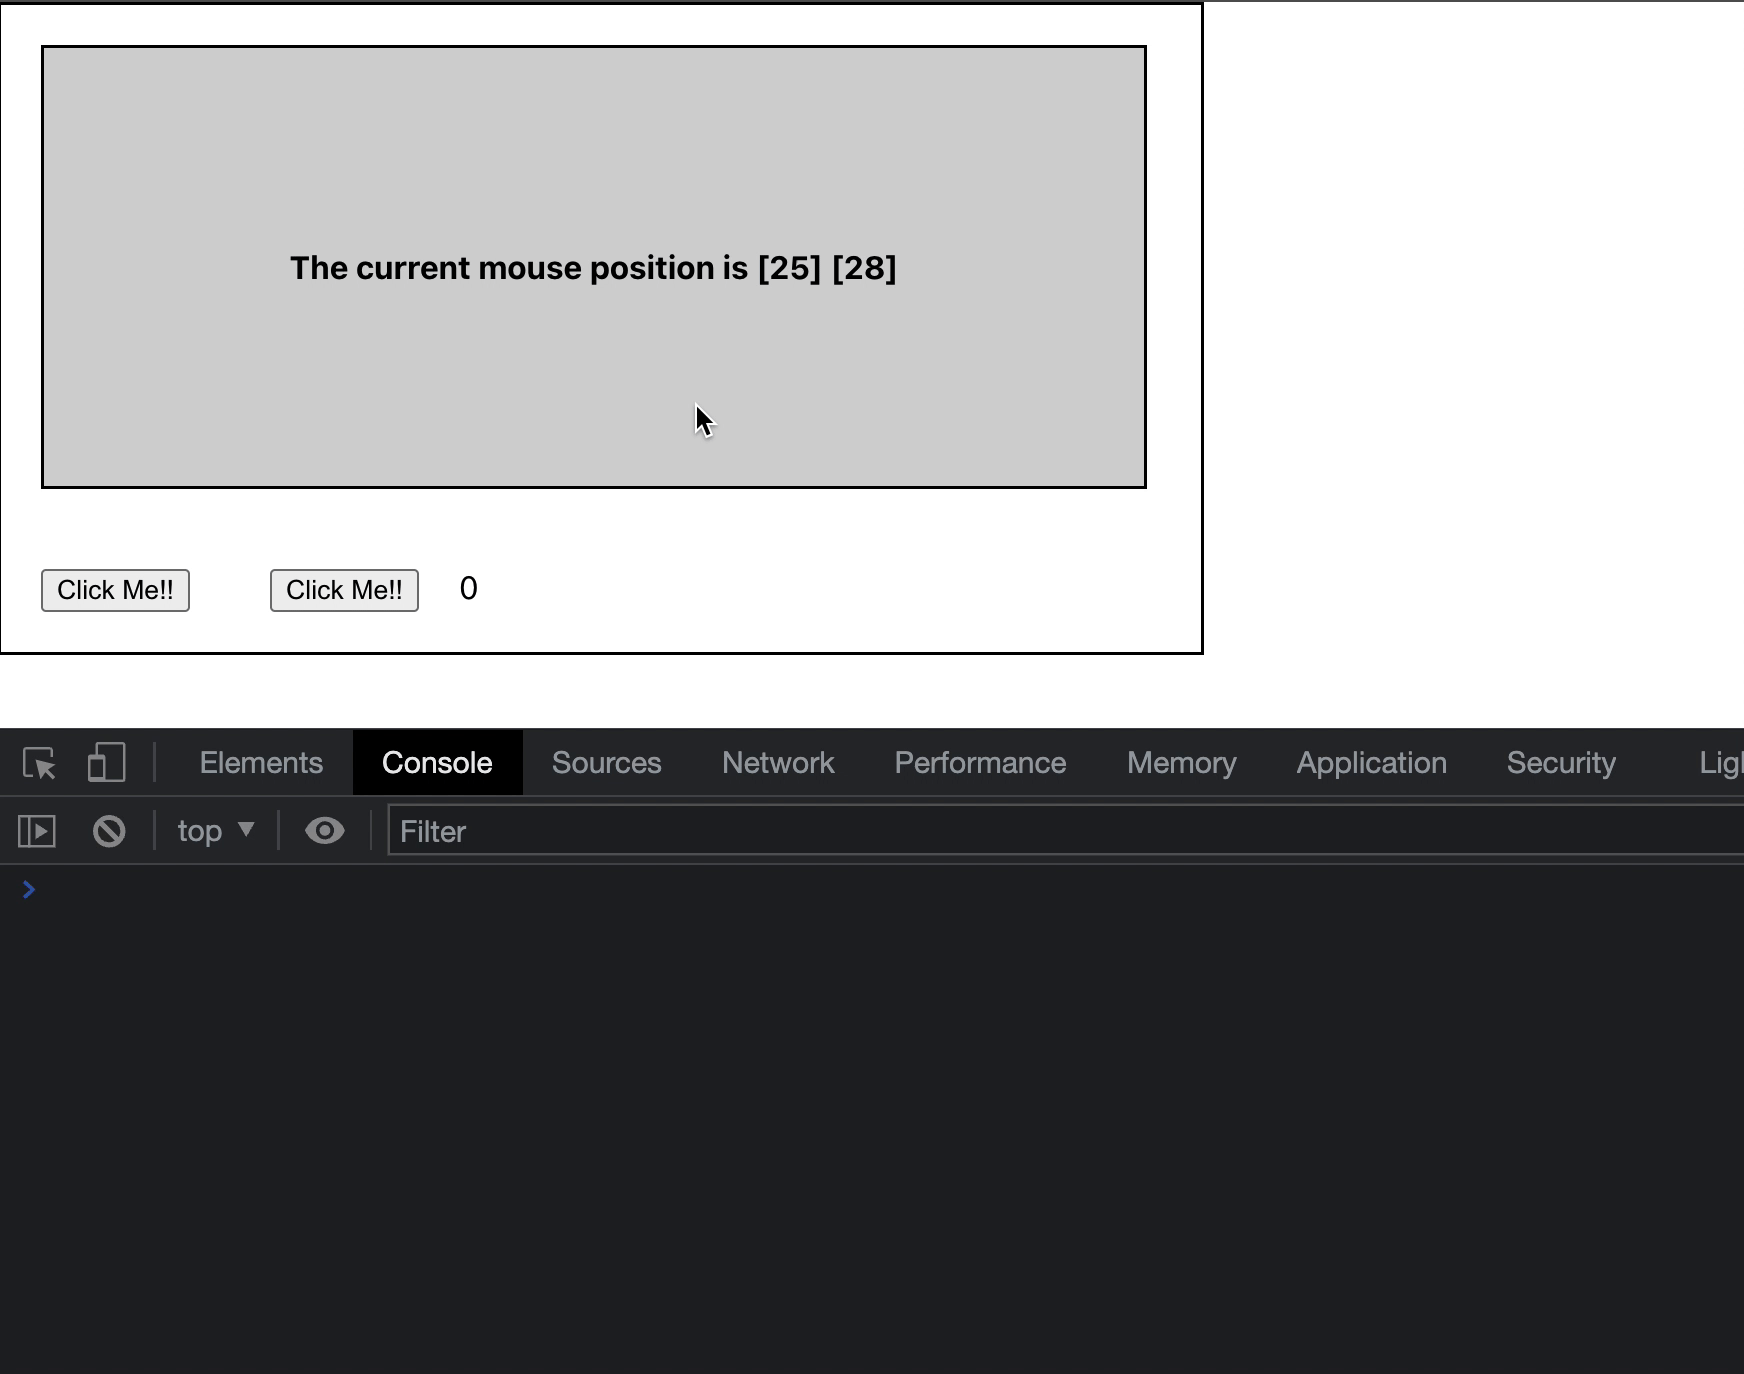 The current mouse position is [25] [28]
Click Me!! Click Me!! 0
Elements Console Sources Network Performance Memory Application Security
top Filter